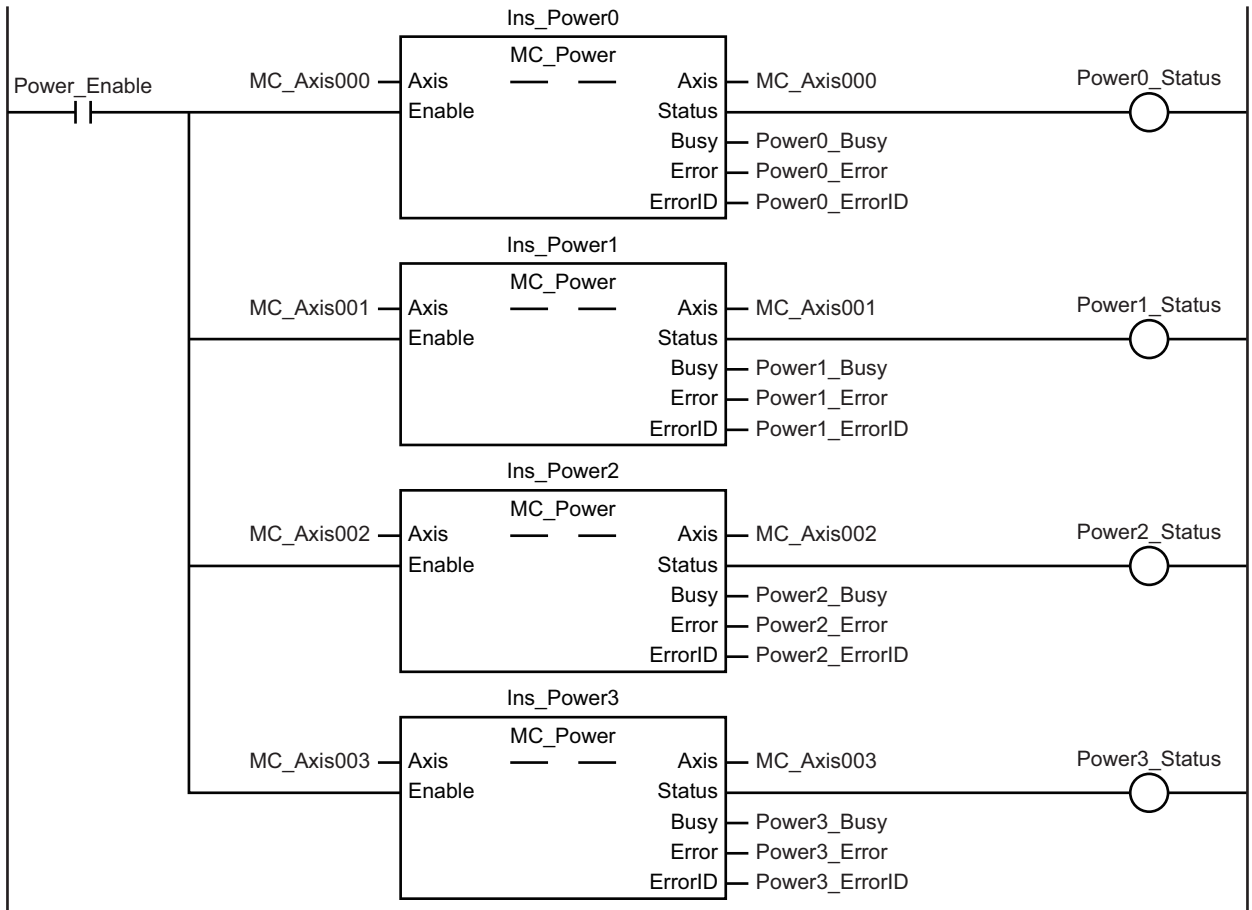 Ins_Power0
MC_Power
Power_Enable
MC_Axis000 Axis Axis MC_Axis000 Power0_Status
Enable Status
Busy Power0_Busy
Error Power0_Error
ErrorID Power0_ErrorID
Ins_Power1
MC_Power
MC_Axis001 Axis Axis MC_Axis001 Power1_Status
Enable Status
Busy Power1_Busy
Error Power1_Error
ErrorID Power1_ErrorID
Ins_Power2
MC_Power
MC_Axis002 Axis Axis MC_Axis002 Power2_Status
Enable Status
Busy Power2_Busy
Error Power2_Error
ErrorID Power2_ErrorID
Ins_Power3
MC_Power
MC_Axis003 Axis Axis MC_Axis003 Power3_Status
Enable Status
Busy Power3_Busy
Error Power3_Error
ErrorID Power3_ErrorID